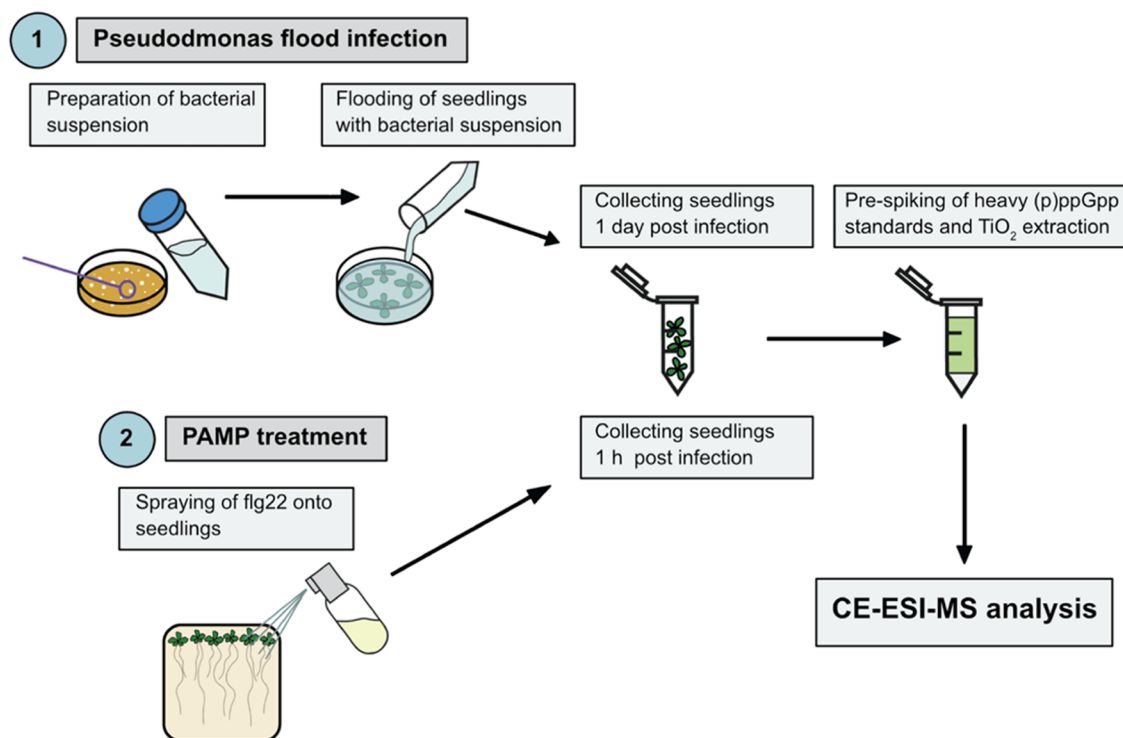 1
Pseudodmonas flood infection
Preparation of bacterial
suspension
Flooding of seedlings
with bacterial suspension
Collecting seedlings
1 day post infection
Pre-spiking of heavy (p)ppGpp
standards and TiO₂ extraction
2
PAMP treatment
Spraying of flg22 onto
seedlings
Collecting seedlings
1 h post infection
CE-ESI-MS analysis